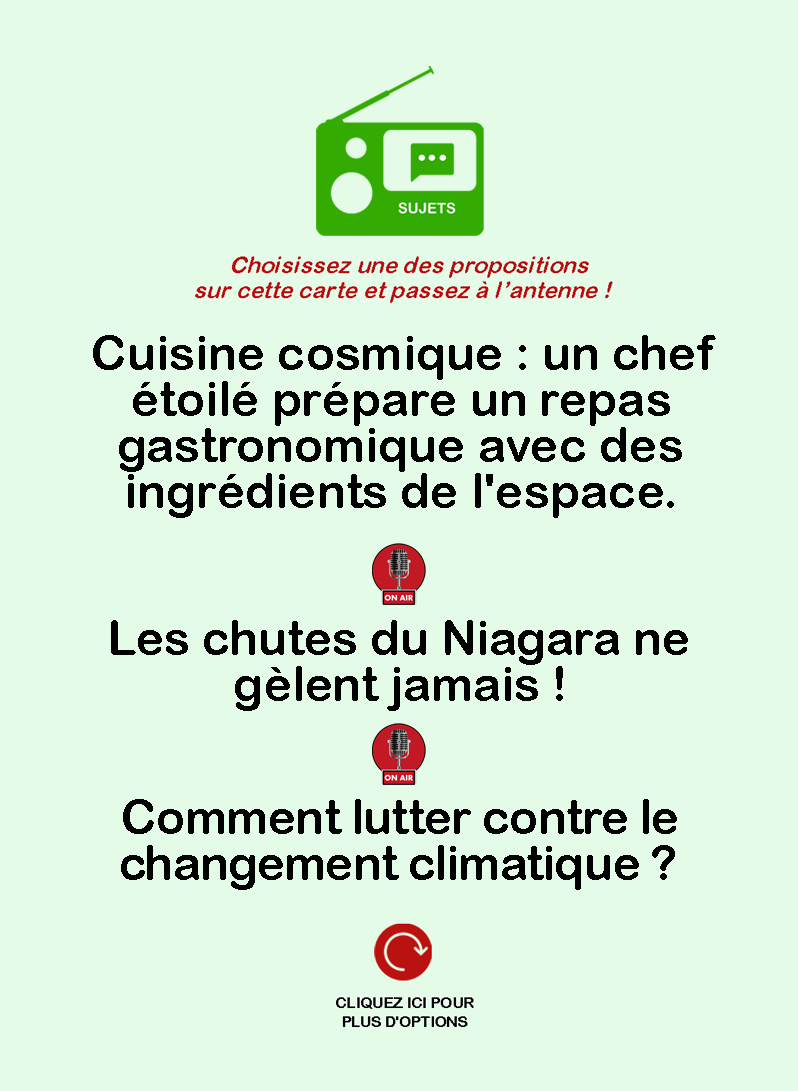 SUJETS
Choisissez une des propositions
sur cette carte et passez à l’antenne !
Cuisine cosmique : un chef
étoilé prépare un repas
gastronomique avec des
ingrédients de l'espace.
ON AIR
Les chutes du Niagara ne
gèlent jamais !
ON AIR
Comment lutter contre le
changement climatique ?
CLIQUEZ ICI POUR
PLUS D'OPTIONS